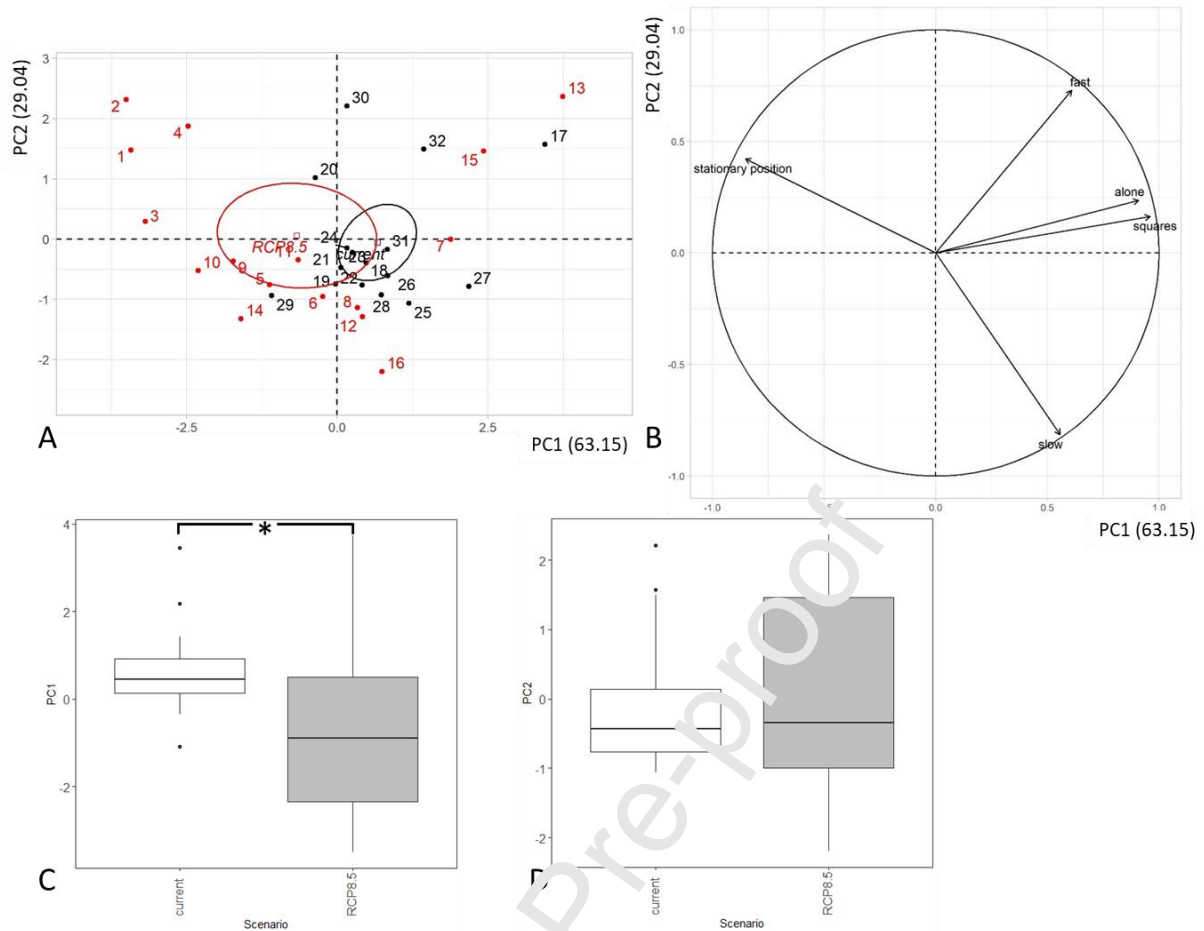 PC2 (29.04)
3
2
1
0
-1
-2
-2.5
0.0
2.5
PC1 (63.15)
A
1
2
3
4
5
6
7
8
9
10
11
12
13
14
15
16
17
18
19
20
21
22
23
24
25
26
27
28
29
30
31
32
RCP8.5
current
PC2 (29.04)
1.0
0.5
0.0
-0.5
-1.0
-1.0
-0.5
0.0
0.5
1.0
PC1 (63.15)
B
fast
stationary position
alone
squares
slow
4
2
0
-2
PC1
*
C
current
RCP8.5
Scenario
2
1
0
-1
-2
PC2
D
current
RCP8.5
Scenario
Pre-proof